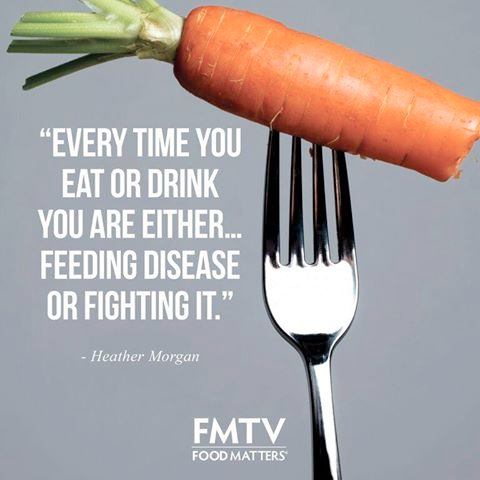 “EVERY TIME YOU
EAT OR DRINK
YOU ARE EITHER...
FEEDING DISEASE
OR FIGHTING IT.”
- Heather Morgan
FMTV
FOOD MATTERS®